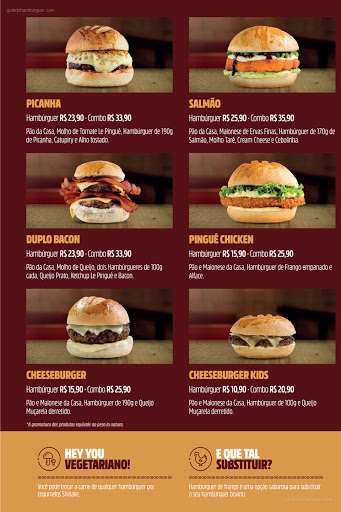 guiadohamburguer.com
PICANHA
Hambúrguer R$ 23,90 - Combo R$ 33,90
Pão da Casa, Molho de Tomate Le Pinguê, Hambúrguer de 190g
de Picanha, Catupiry e Alho tostado.
SALMÃO
Hambúrguer R$ 25,90 - Combo R$ 35,90
Pão da Casa, Maionese de Ervas Finas, Hambúrguer de 170g de
Salmão, Molho Tarê, Cream Cheese e Cebolinha.
DUPLO BACON
Hambúrguer R$ 23,90 - Combo R$ 33,90
Pão da Casa, Molho de Queijo, dois Hambúrgueres de 100g
cada, Queijo Prato, Ketchup Le Pinguê e Bacon.
PINGUÊ CHICKEN
Hambúrguer R$ 15,90 - Combo R$ 25,90
Pão e Maionese da Casa, Hambúrguer de Frango empanado e
Alface.
CHEESEBURGER
Hambúrguer R$ 15,90 - Combo R$ 25,90
Pão e Maionese da Casa, Hambúrguer de 190g e Queijo
Muçarela derretido.
*A gramatura dos produtos equivale ao peso in natura.
CHEESEBURGER KIDS
Hambúrguer R$ 10,90 - Combo R$ 20,90
Pão e Maionese da Casa, Hambúrguer de 100g e Queijo
Muçarela derretido.
HEY YOU
VEGETARIANO!
Você pode trocar a carne de qualquer hambúrguer por
cogumelos Shiitake.
E QUE TAL
SUBSTITUIR?
Hambúrguer de frango é uma opção saborosa para substituir
o seu hambúrguer bovino.